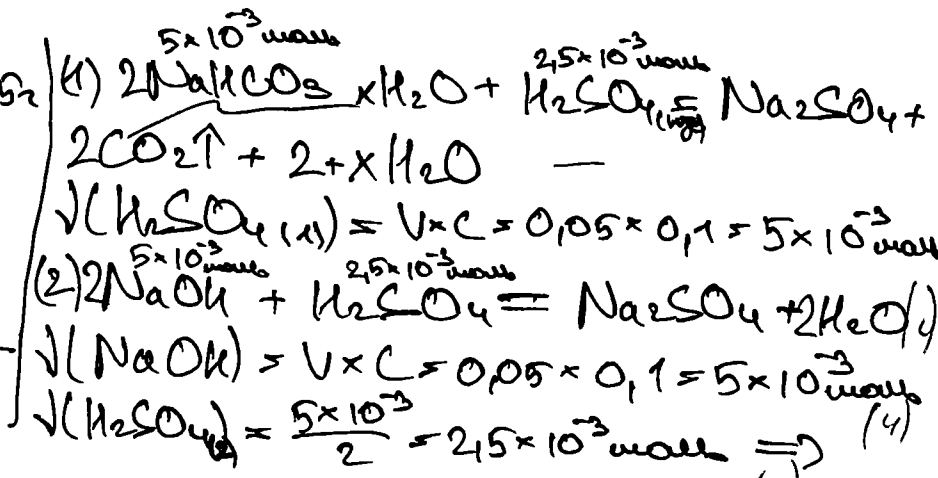 5×10⁻³ моль 2,5×10⁻³ моль
(1) 2NaHCO₃ × H₂O + H₂SO₄ = Na₂SO₄ +
2CO₂↑ + 2+xH₂O —
ν(H₂SO₄ (1)) = V×C = 0,05 × 0,1 = 5×10⁻³ моль
5×10⁻³ моль 2,5×10⁻³ моль
(2) 2NaOH + H₂SO₄ = Na₂SO₄ + 2H₂O
ν(NaOH) = V×C = 0,05 × 0,1 = 5×10⁻³ моль
ν(H₂SO₄(2)) = 5×10⁻³/2 = 2,5×10⁻³ моль ⇒ (4)